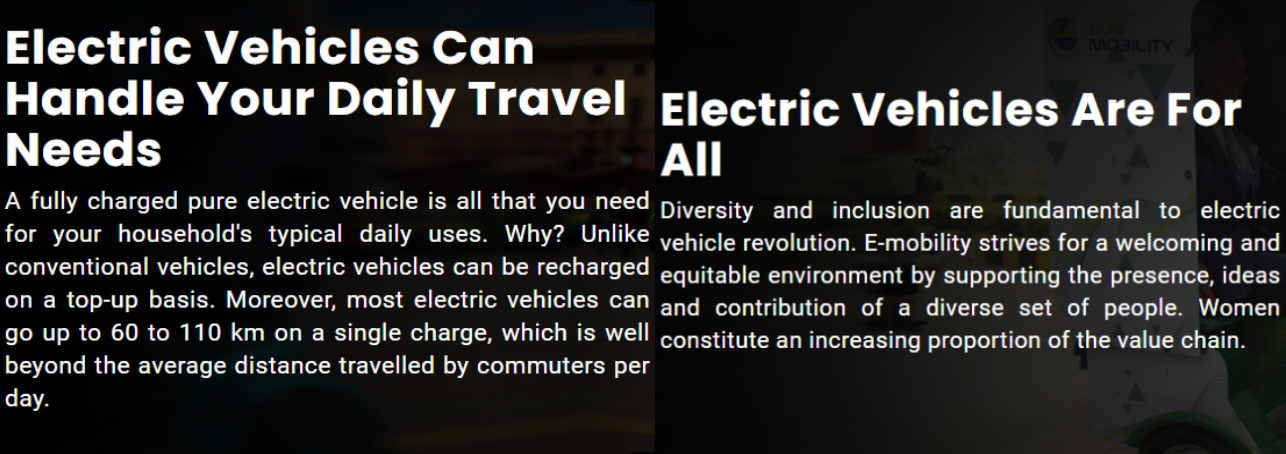 Electric Vehicles Can
Handle Your Daily Travel
Needs
A fully charged pure electric vehicle is all that you need
for your household's typical daily uses. Why? Unlike
conventional vehicles, electric vehicles can be recharged
on a top-up basis. Moreover, most electric vehicles can
go up to 60 to 110 km on a single charge, which is well
beyond the average distance travelled by commuters per
day.
SUN
MOBILITY
Electric Vehicles Are For
All
Diversity and inclusion are fundamental to electric
vehicle revolution. E-mobility strives for a welcoming and
equitable environment by supporting the presence, ideas
and contribution of a diverse set of people. Women
constitute an increasing proportion of the value chain.